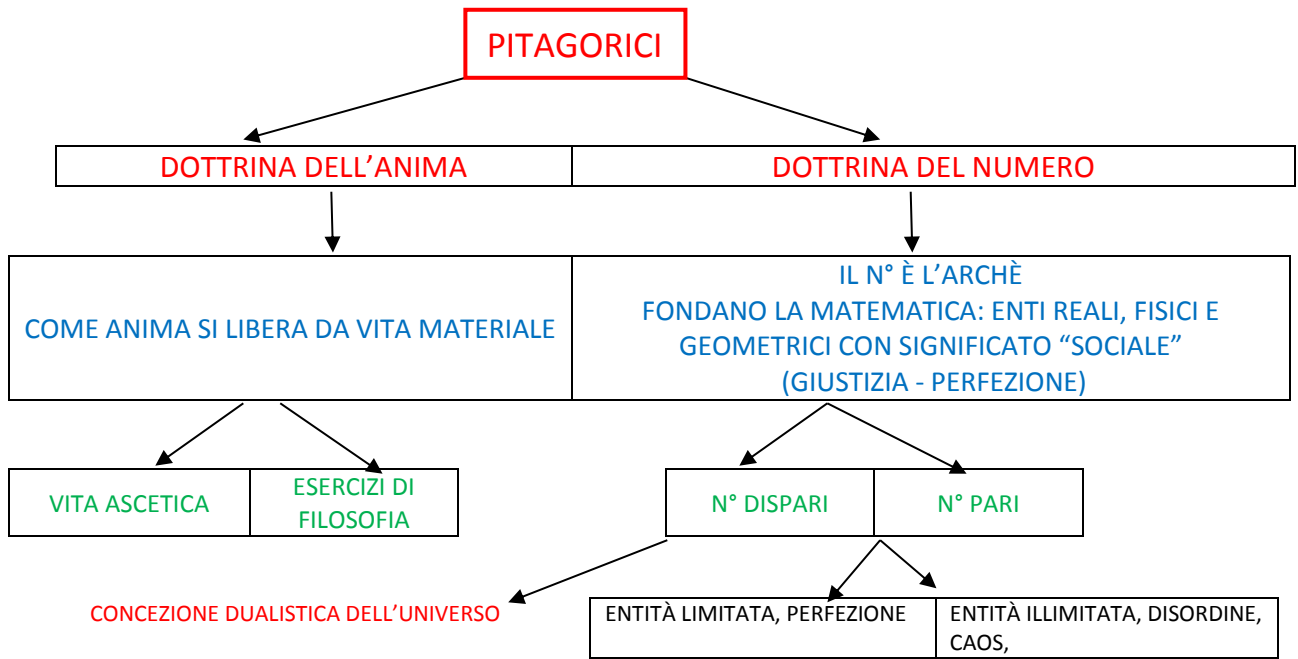 PITAGORICI
DOTTRINA DELL’ANIMA
DOTTRINA DEL NUMERO
COME ANIMA SI LIBERA DA VITA MATERIALE
IL N° È L’ARCHÈ
FONDANO LA MATEMATICA: ENTI REALI, FISICI E
GEOMETRICI CON SIGNIFICATO “SOCIALE”
(GIUSTIZIA - PERFEZIONE)
VITA ASCETICA
ESERCIZI DI
FILOSOFIA
N° DISPARI
N° PARI
CONCEZIONE DUALISTICA DELL’UNIVERSO
ENTITÀ LIMITATA, PERFEZIONE
ENTITÀ ILLIMITATA, DISORDINE,
CAOS,